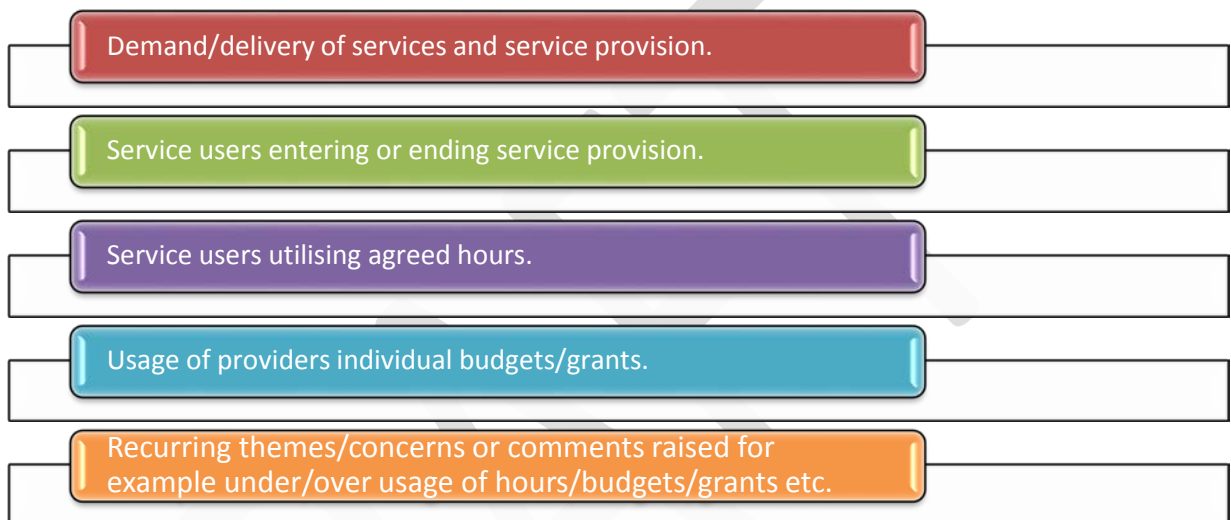 Demand/delivery of services and service provision.
Service users entering or ending service provision.
Service users utilising agreed hours.
Usage of providers individual budgets/grants.
Recurring themes/concerns or comments raised for
example under/over usage of hours/budgets/grants etc.